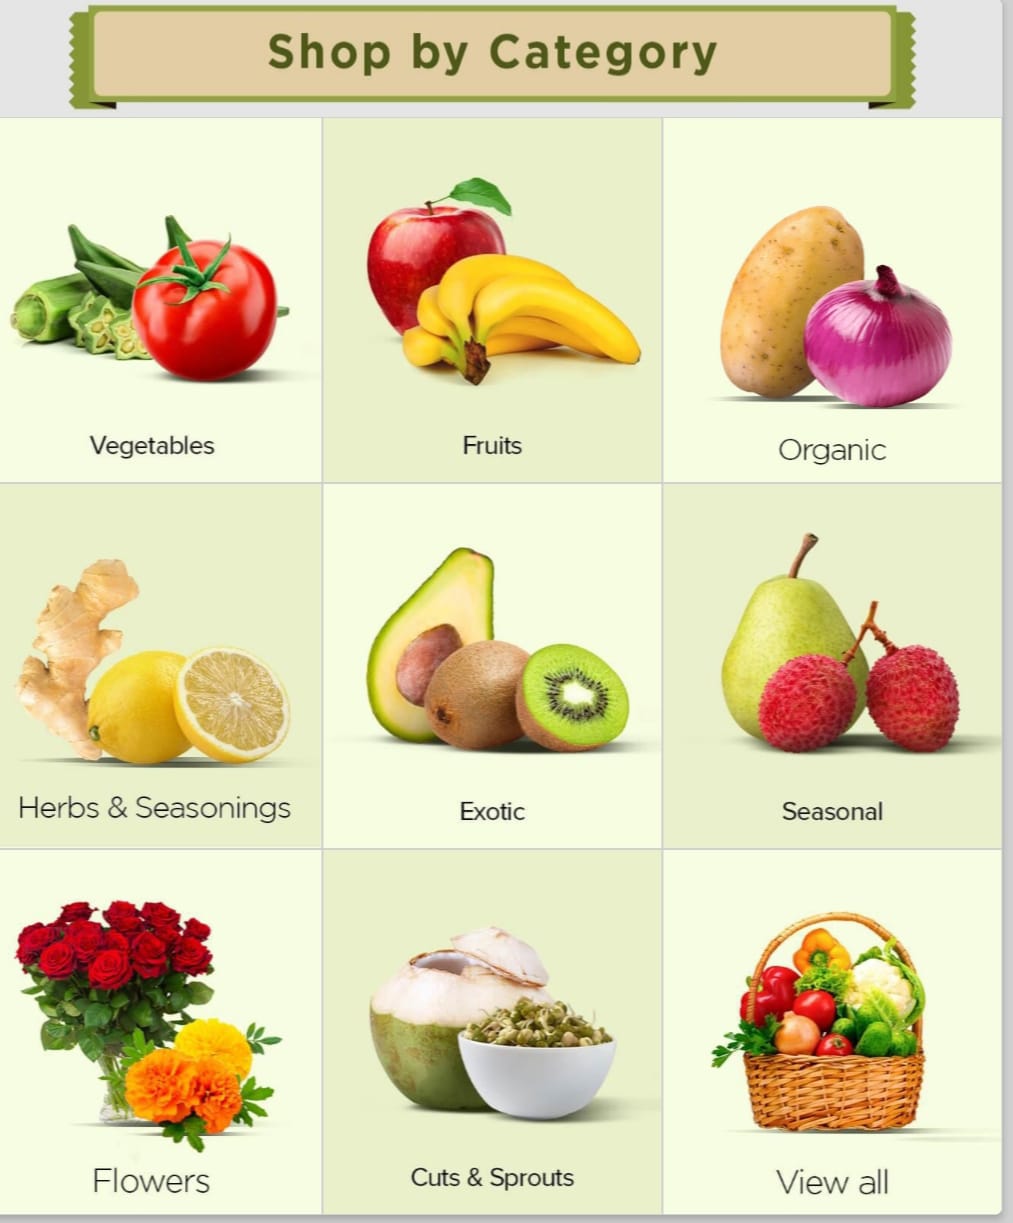 Shop by Category
Vegetables
Fruits
Organic
Herbs & Seasonings
Exotic
Seasonal
Flowers
Cuts & Sprouts
View all